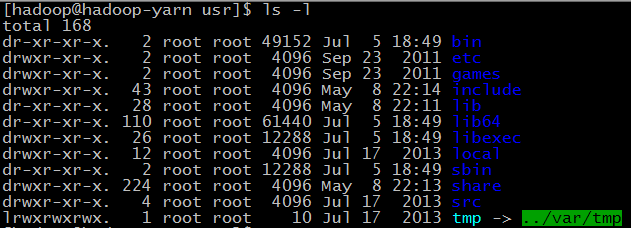 [hadoop@hadoop-yarn usr]$ ls -l
total 168
dr-xr-xr-x.   2 root root 49152 Jul  5 18:49 bin
drwxr-xr-x.   2 root root  4096 Sep 23  2011 etc
drwxr-xr-x.   2 root root  4096 Sep 23  2011 games
drwxr-xr-x.  43 root root  4096 May  8 22:14 include
dr-xr-xr-x.  28 root root  4096 May  8 22:11 lib
dr-xr-xr-x. 110 root root 61440 Jul  5 18:49 lib64
drwxr-xr-x.  26 root root 12288 Jul  5 18:49 libexec
drwxr-xr-x.  12 root root  4096 Jul 17  2013 local
dr-xr-xr-x.   2 root root 12288 Jul  5 18:49 sbin
drwxr-xr-x. 224 root root  4096 May  8 22:13 share
drwxr-xr-x.   4 root root  4096 Jul 17  2013 src
lrwxrwxrwx.   1 root root    10 Jul 17  2013 tmp -> ../var/tmp